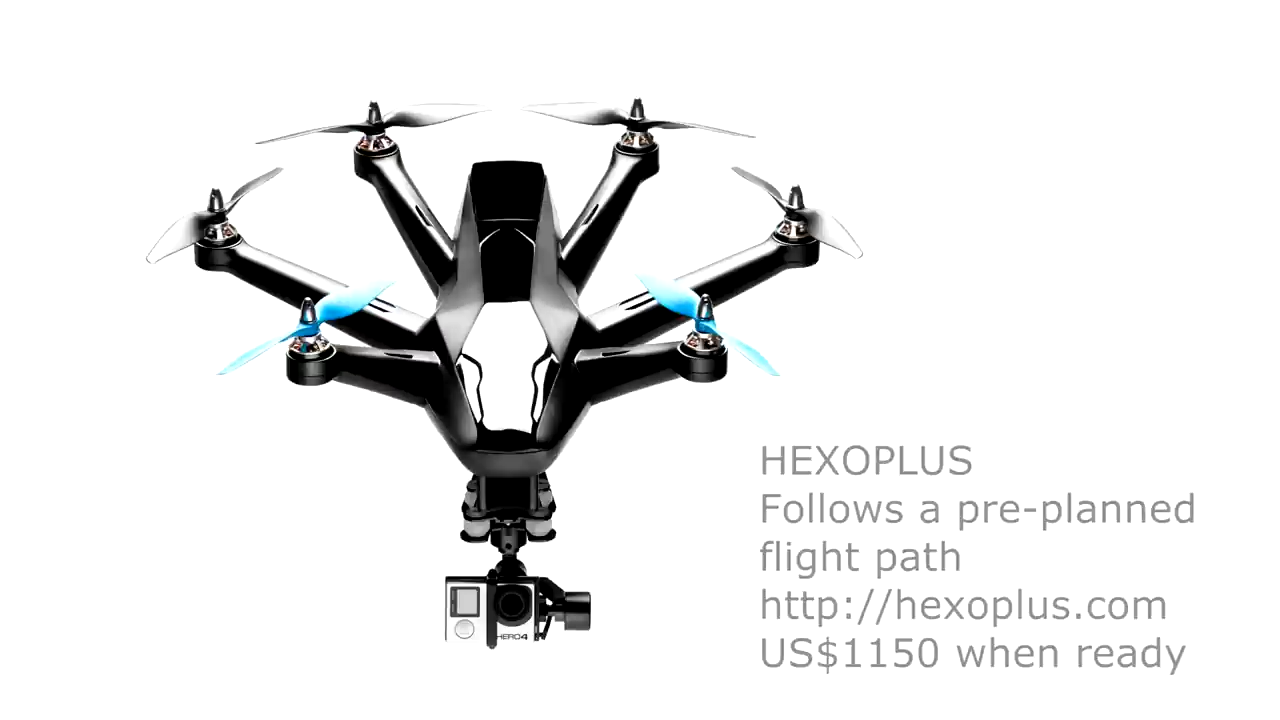 HEXOPLUS
Follows a pre-planned
flight path
http://hexoplus.com
US$1150 when ready
HERO4